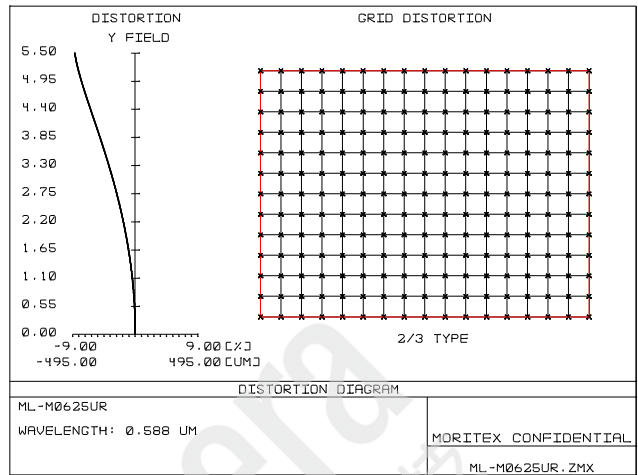 DISTORTION
Y FIELD
GRID DISTORTION
5.50
4.95
4.40
3.85
3.30
2.75
2.20
1.65
1.10
0.55
0.00
-9.00 9.00 [%]
-495.00 495.00 [UM]
2/3 TYPE
DISTORTION DIAGRAM
ML-M0625UR
WAVELENGTH: 0.588 UM
MORITEX CONFIDENTIAL
ML-M0625UR.ZMX